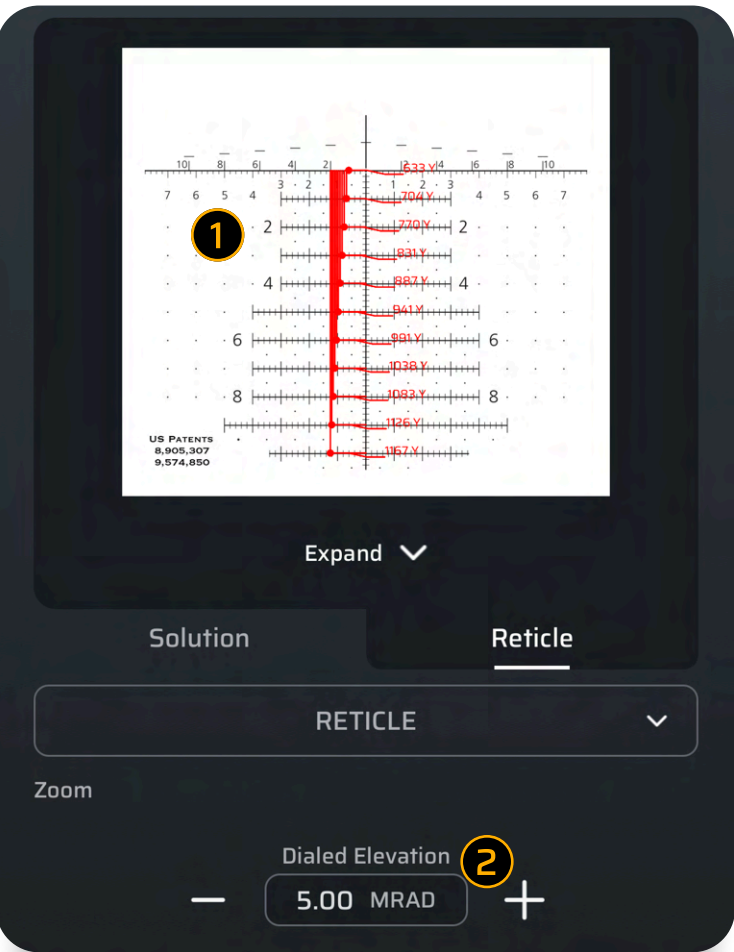 10 8 6 4 2 2 4 6 8 10
633 Y
3 2 1 2 3
7 6 5 4 4 5 6 7
704 Y
2 770 Y 2
1
831 Y
4 887 Y 4
941 Y
6 991 Y 6
1038 Y
8 1083 Y 8
1126 Y
US PATENTS
8,905,307
9,574,850
1167 Y
Expand
Solution Reticle
RETICLE
Zoom
Dialed Elevation 2
5.00 MRAD